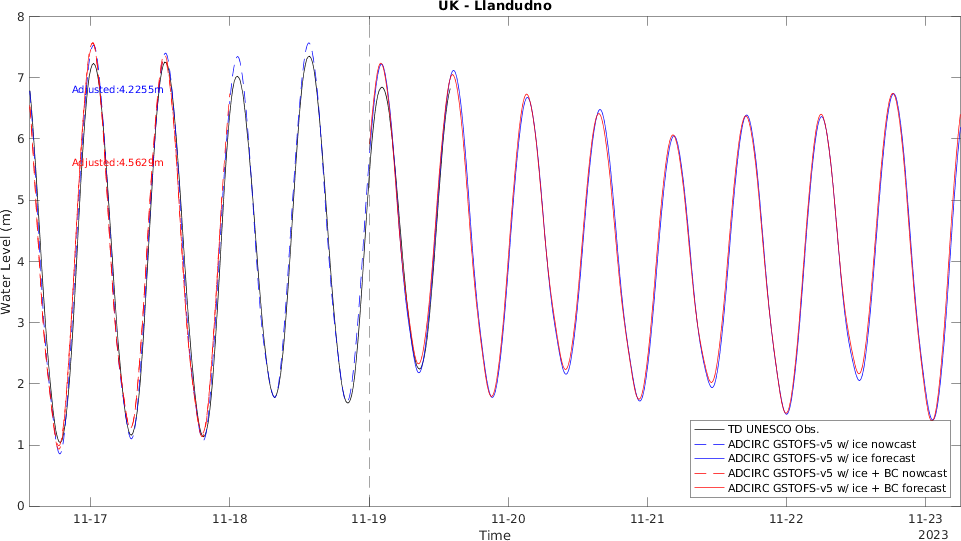 UK - Llandudno
8
7
6
5
4
3
2
1
0
Water Level (m)
Adjusted:4.2255m
Adjusted:4.5629m
TD UNESCO Obs.
ADCIRC GSTOFS-v5 w/ ice nowcast
ADCIRC GSTOFS-v5 w/ ice forecast
ADCIRC GSTOFS-v5 w/ ice + BC nowcast
ADCIRC GSTOFS-v5 w/ ice + BC forecast
11-17 11-18 11-19 11-20 11-21 11-22 11-23
2023
Time